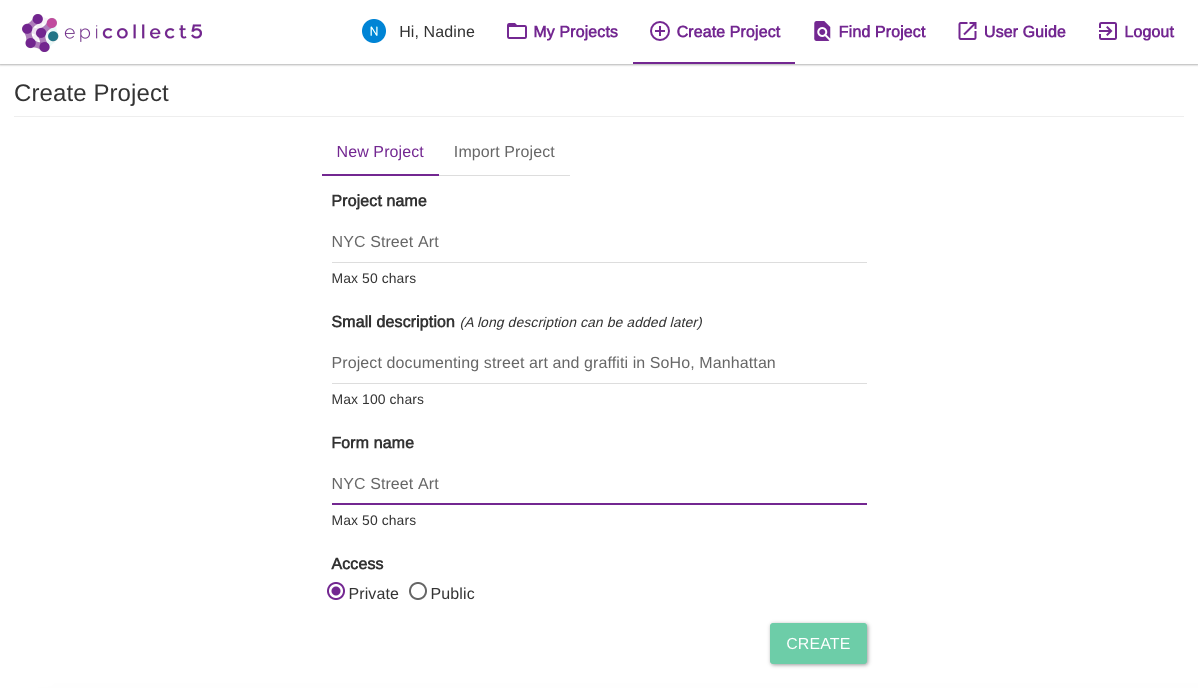 epicollect5 N Hi, Nadine My Projects Create Project Find Project User Guide Logout
Create Project
New Project Import Project
Project name
NYC Street Art
Max 50 chars
Small description (A long description can be added later)
Project documenting street art and graffiti in SoHo, Manhattan
Max 100 chars
Form name
NYC Street Art
Max 50 chars
Access
Private Public
CREATE